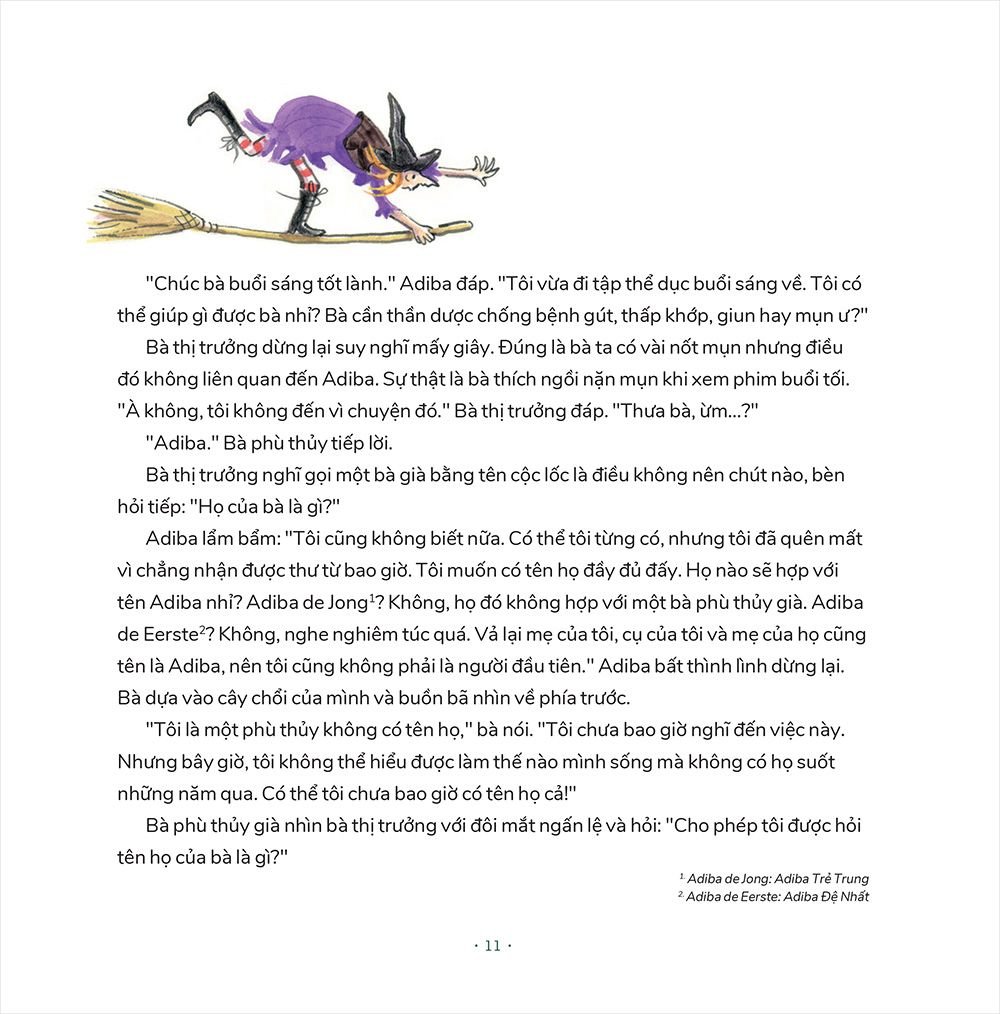 "Chúc bà buổi sáng tốt lành." Adiba đáp. "Tôi vừa đi tập thể dục buổi sáng về. Tôi có
thể giúp gì được bà nhỉ? Bà cần thần dược chống bệnh gút, thấp khớp, giun hay mụn ư?"
Bà thị trưởng dừng lại suy nghĩ mấy giây. Đúng là bà ta có vài nốt mụn nhưng điều
đó không liên quan đến Adiba. Sự thật là bà thích ngồi nặn mụn khi xem phim buổi tối.
"À không, tôi không đến vì chuyện đó." Bà thị trưởng đáp. "Thưa bà, ừm...?"
"Adiba." Bà phù thủy tiếp lời.
Bà thị trưởng nghĩ gọi một bà già bằng tên cộc lốc là điều không nên chút nào, bèn
hỏi tiếp: "Họ của bà là gì?"
Adiba lẩm bẩm: "Tôi cũng không biết nữa. Có thể tôi từng có, nhưng tôi đã quên mất
vì chẳng nhận được thư từ bao giờ. Tôi muốn có tên họ đầy đủ đấy. Họ nào sẽ hợp với
tên Adiba nhỉ? Adiba de Jong¹? Không, họ đó không hợp với một bà phù thủy già. Adiba
de Eerste²? Không, nghe nghiêm túc quá. Vả lại mẹ của tôi, cụ của tôi và mẹ của họ cũng
tên là Adiba, nên tôi cũng không phải là người đầu tiên." Adiba bất thình lình dừng lại.
Bà dựa vào cây chổi của mình và buồn bã nhìn về phía trước.
"Tôi là một phù thủy không có tên họ," bà nói. "Tôi chưa bao giờ nghĩ đến việc này.
Nhưng bây giờ, tôi không thể hiểu được làm thế nào mình sống mà không có họ suốt
những năm qua. Có thể tôi chưa bao giờ có tên họ cả!"
Bà phù thủy già nhìn bà thị trưởng với đôi mắt ngấn lệ và hỏi: "Cho phép tôi được hỏi
tên họ của bà là gì?"
¹. Adiba de Jong: Adiba Trẻ Trung
². Adiba de Eerste: Adiba Đệ Nhất
• 11 •